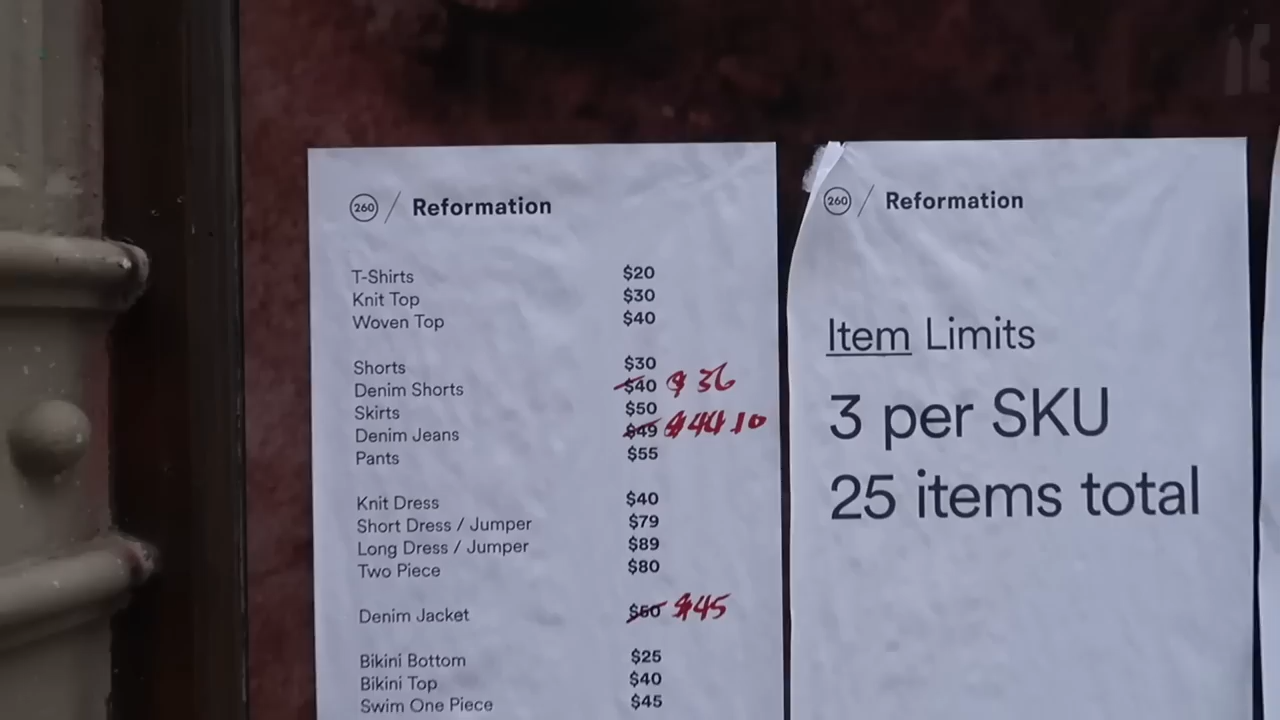 260 / Reformation
T-Shirts $20
Knit Top $30
Woven Top $40
Shorts $30
Denim Shorts $40 $36
Skirts $50
Denim Jeans $49 $44.10
Pants $55
Knit Dress $40
Short Dress / Jumper $79
Long Dress / Jumper $89
Two Piece $80
Denim Jacket $50 $45
Bikini Bottom $25
Bikini Top $40
Swim One Piece $45
260 / Reformation
Item Limits
3 per SKU
25 items total